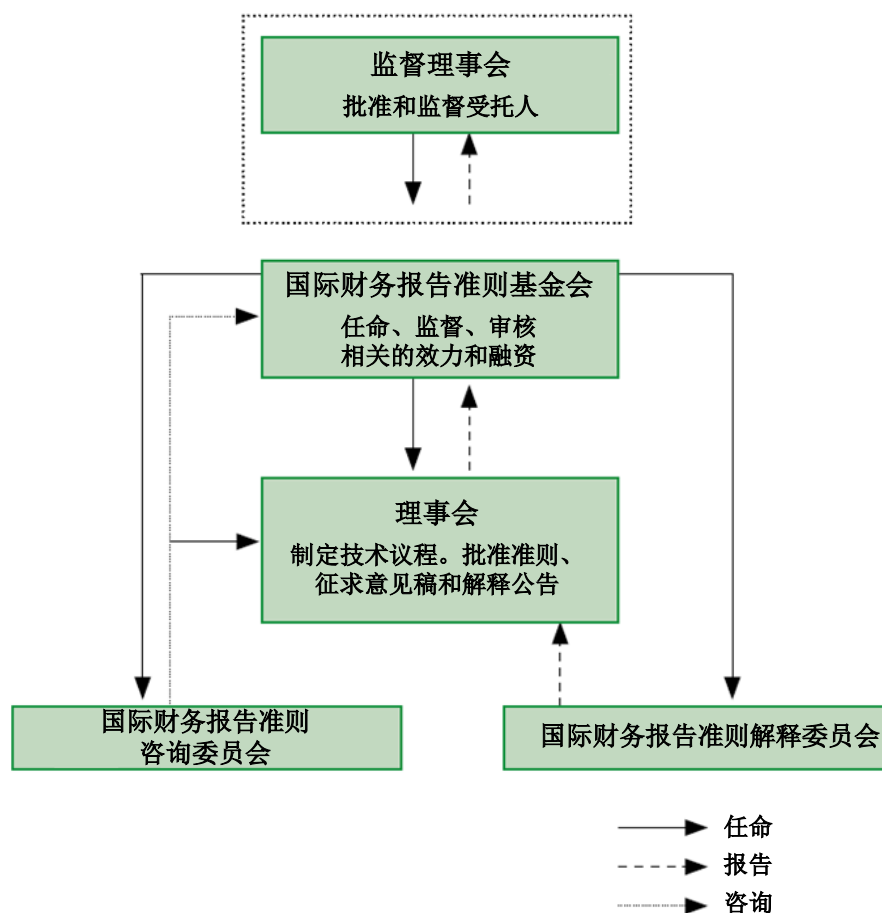 监督理事会
批准和监督受托人
国际财务报告准则基金会
任命、监督、审核
相关的效力和融资
理事会
制定技术议程。批准准则、
征求意见稿和解释公告
国际财务报告准则
咨询委员会
国际财务报告准则解释委员会
任命
报告
咨询